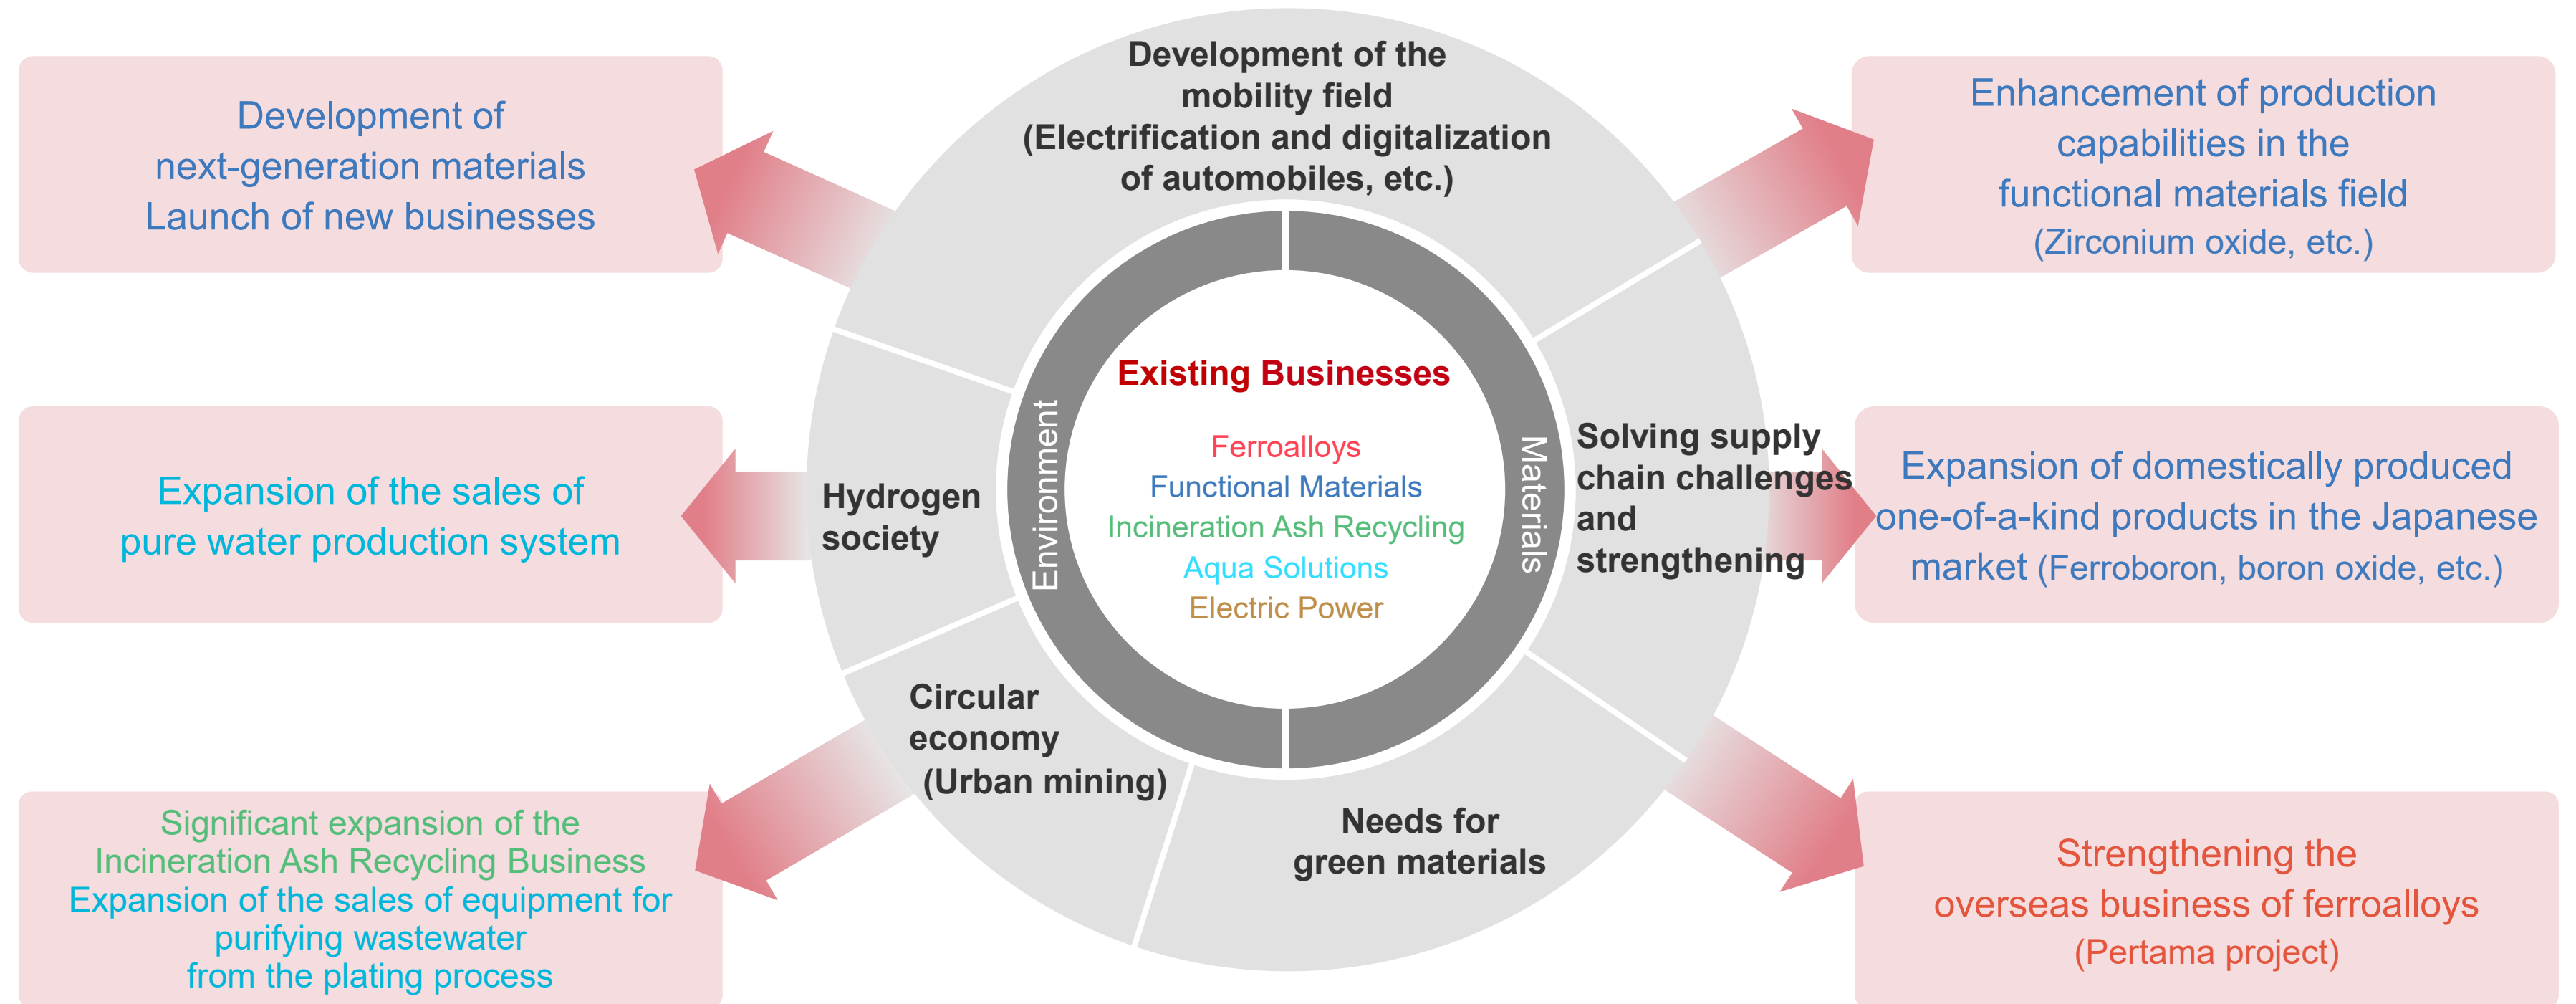 Development of the
mobility field
(Electrification and digitalization
of automobiles, etc.)
Development of
next-generation materials
Launch of new businesses
Enhancement of production
capabilities in the
functional materials field
(Zirconium oxide, etc.)
Existing Businesses
Ferroalloys
Functional Materials
Incineration Ash Recycling
Aqua Solutions
Electric Power
Environment
Materials
Hydrogen
society
Solving supply
chain challenges
and
strengthening
Expansion of the sales of
pure water production system
Expansion of domestically produced
one-of-a-kind products in the Japanese
market (Ferroboron, boron oxide, etc.)
Circular
economy
(Urban mining)
Needs for
green materials
Significant expansion of the
Incineration Ash Recycling Business
Expansion of the sales of equipment for
purifying wastewater
from the plating process
Strengthening the
overseas business of ferroalloys
(Pertama project)